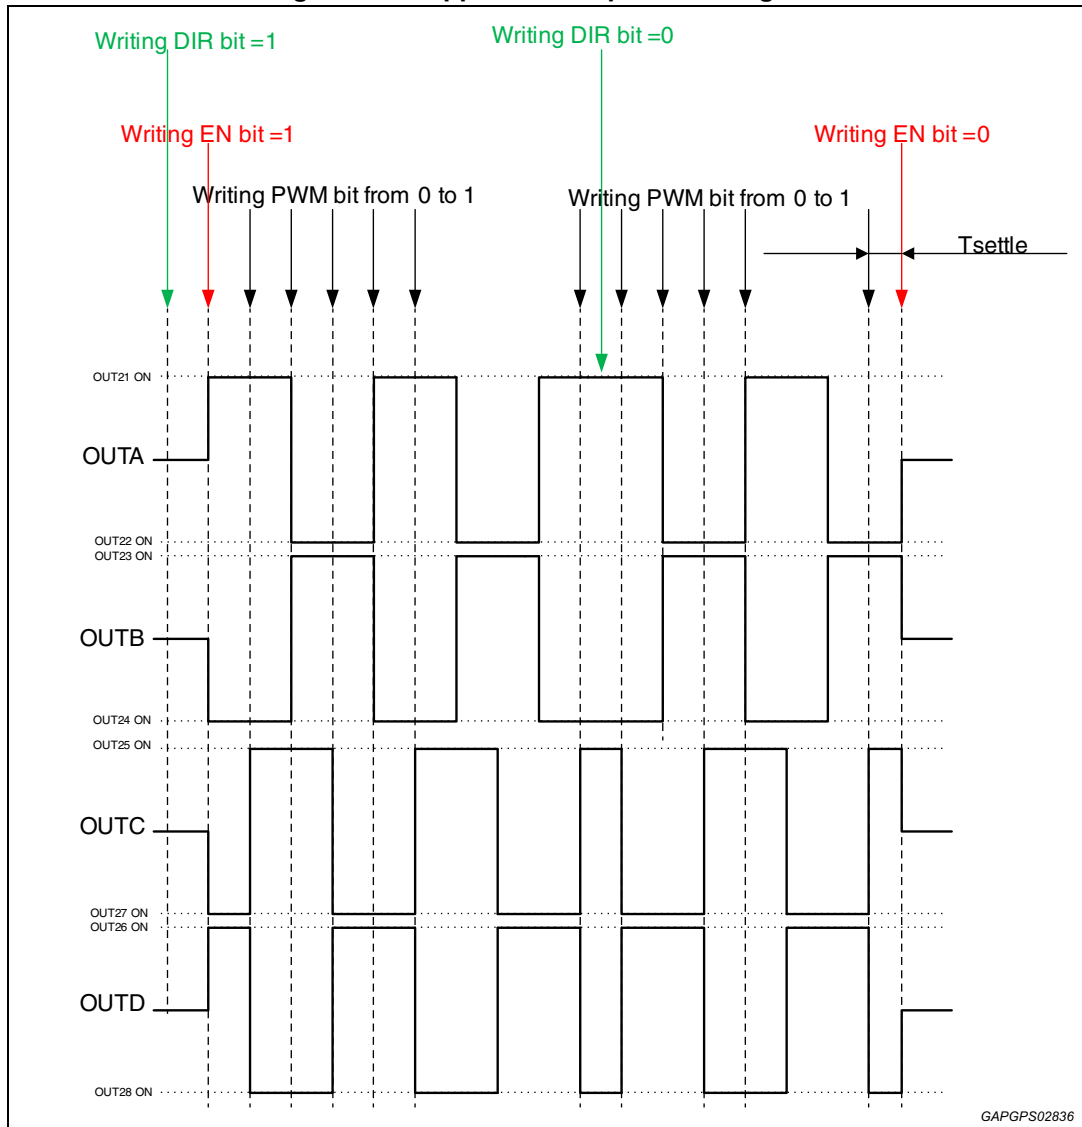 Writing DIR bit =1
Writing DIR bit =0
Writing EN bit =1
Writing EN bit =0
Writing PWM bit from 0 to 1
Writing PWM bit from 0 to 1
Tsettle
OUT21 ON
OUTA
OUT22 ON
OUT23 ON
OUTB
OUT24 ON
OUT25 ON
OUTC
OUT27 ON
OUT26 ON
OUTD
OUT28 ON
GAPGPS02836